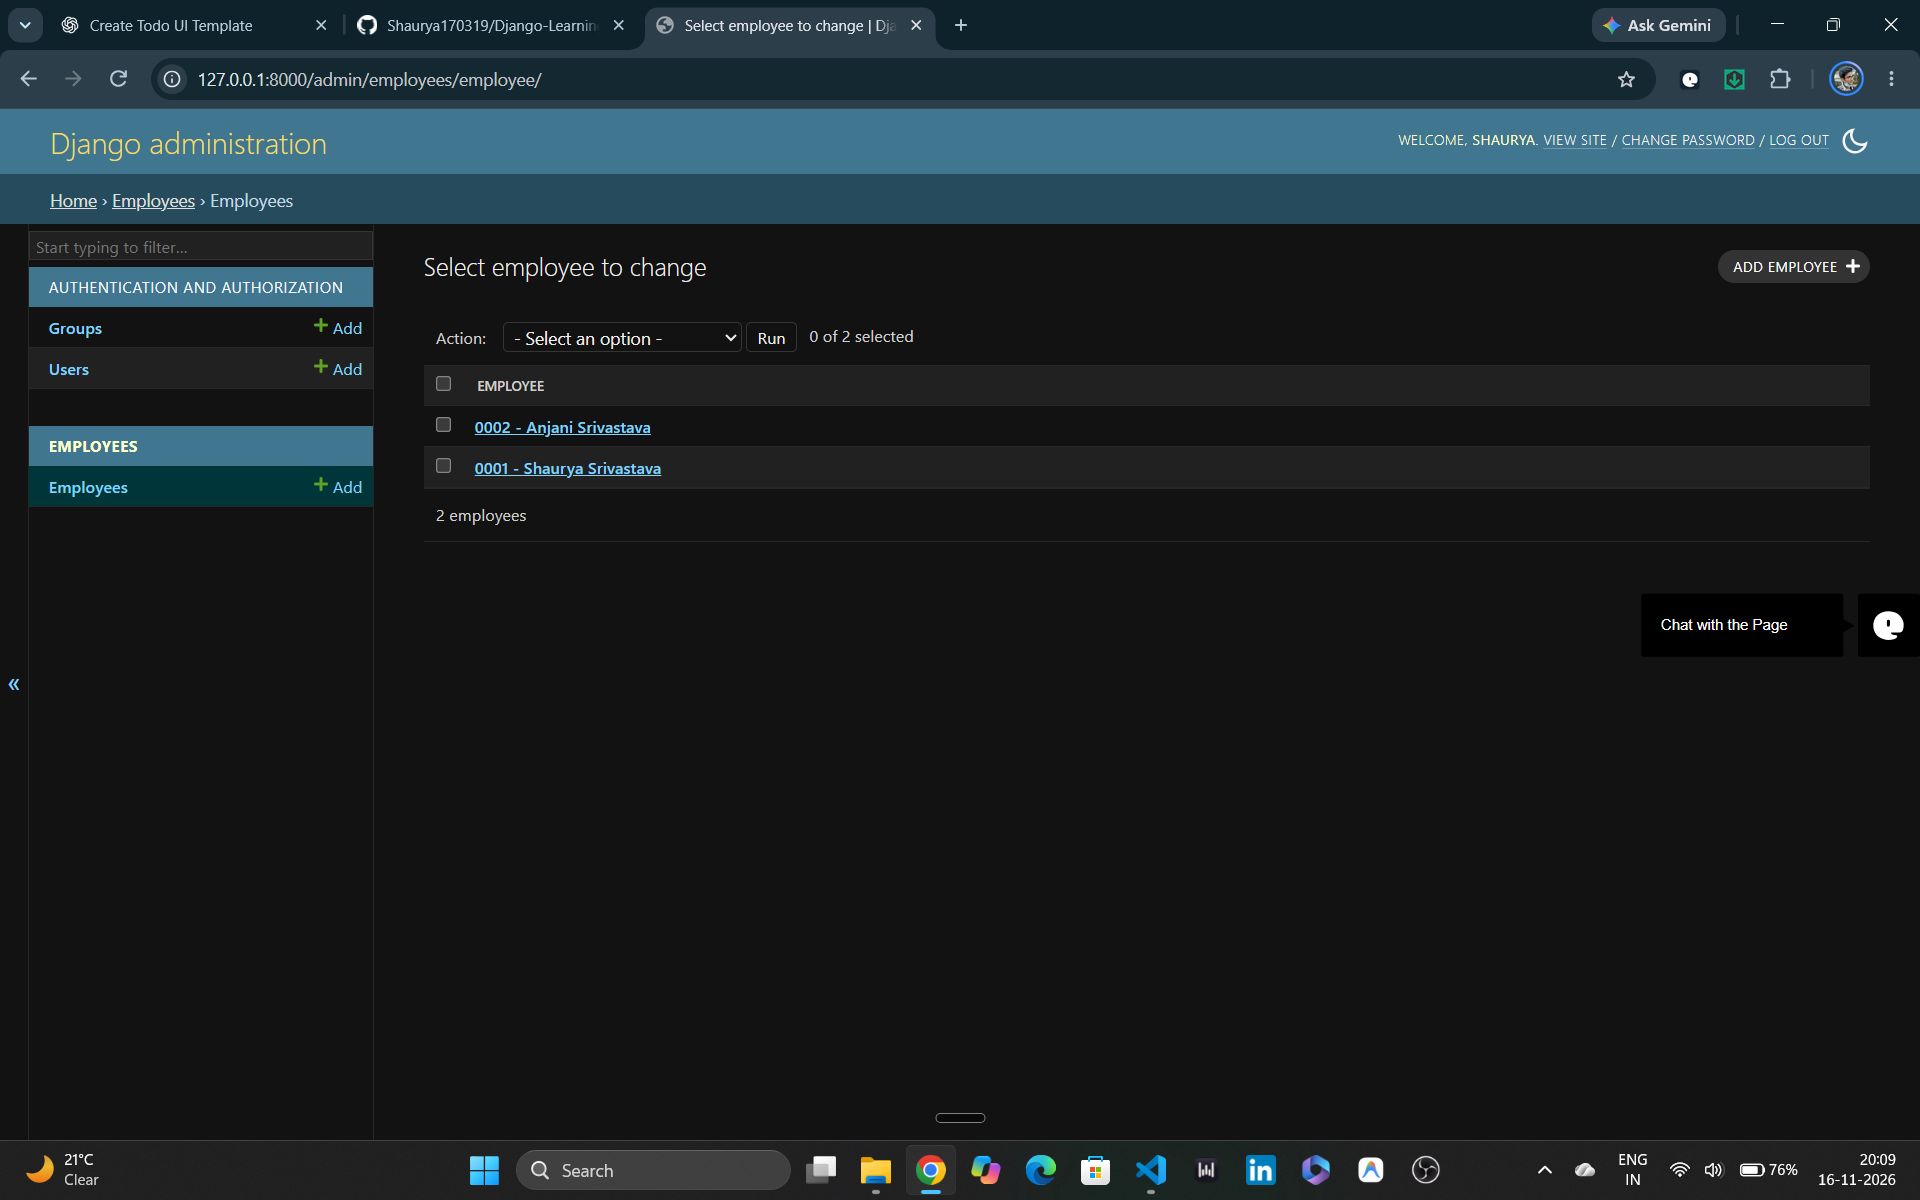 Create Todo UI Template
Shaurya170319/Django-Learnin
Select employee to change | Dja
Ask Gemini
127.0.0.1:8000/admin/employees/employee/
Django administration
WELCOME, SHAURYA. VIEW SITE / CHANGE PASSWORD / LOG OUT
Home › Employees › Employees
Start typing to filter...
AUTHENTICATION AND AUTHORIZATION
Groups + Add
Users + Add
EMPLOYEES
Employees + Add
«
Select employee to change
ADD EMPLOYEE +
Action: - Select an option - Run 0 of 2 selected
EMPLOYEE
0002 - Anjani Srivastava
0001 - Shaurya Srivastava
2 employees
Chat with the Page
21°C
Clear
Search
ENG
IN
76%
20:09
16-11-2026